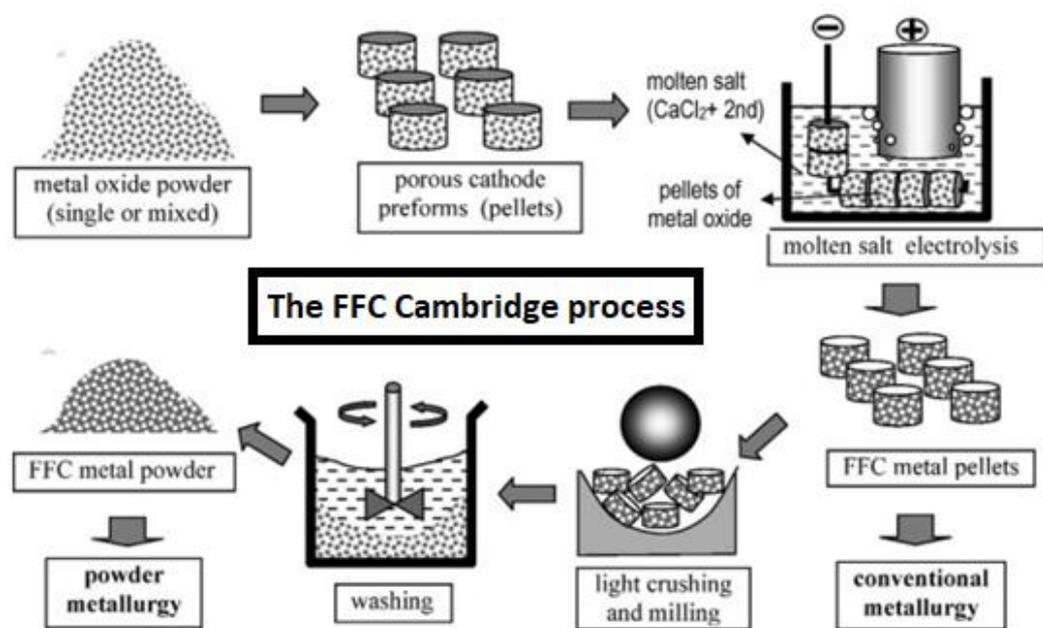 metal oxide powder
(single or mixed)
porous cathode
preforms (pellets)
−
+
molten salt
(CaCl₂+ 2nd)
pellets of
metal oxide
molten salt electrolysis
The FFC Cambridge process
FFC metal pellets
conventional
metallurgy
light crushing
and milling
washing
FFC metal powder
powder
metallurgy